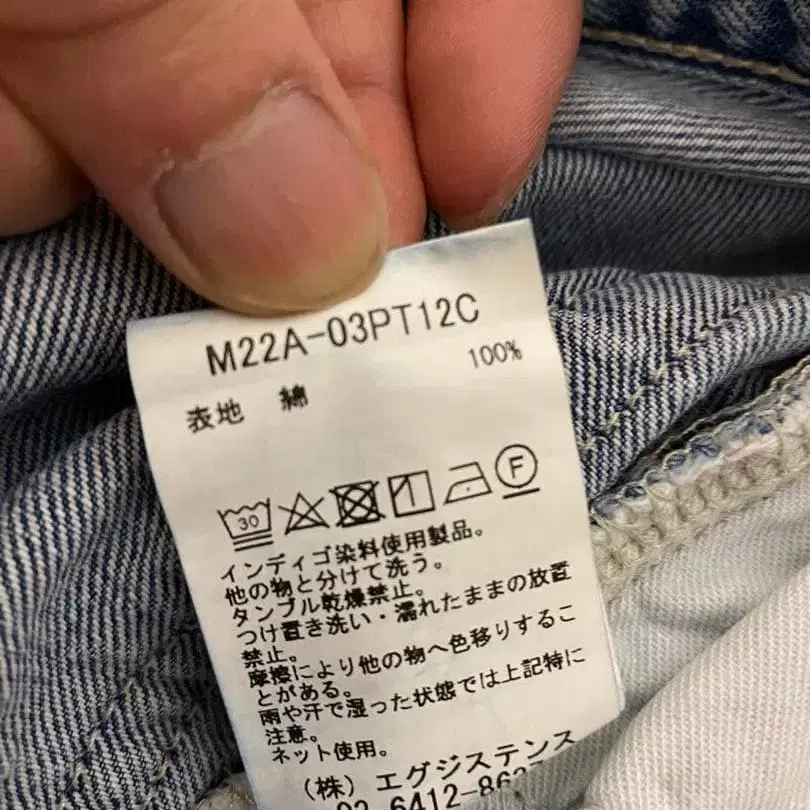 M22A-03PT12C
表地 綿 100%
30 F
インディゴ染料使用製品。
他の物と分けて洗う。
タンブル乾燥禁止。
つけ置き洗い・濡れたままの放置
禁止。
摩擦により他の物へ色移りするこ
とがある。
雨や汗で湿った状態では上記特に
注意。
ネット使用。
(株) エグジステンス